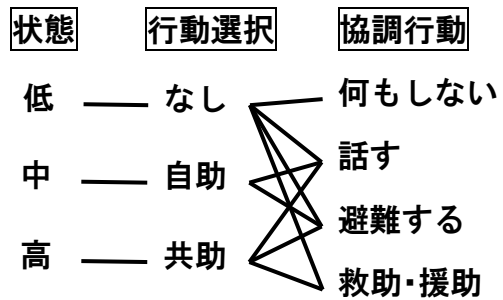 状態 行動選択 協調行動
低 なし 何もしない
話す
中 自助
避難する
高 共助
救助・援助